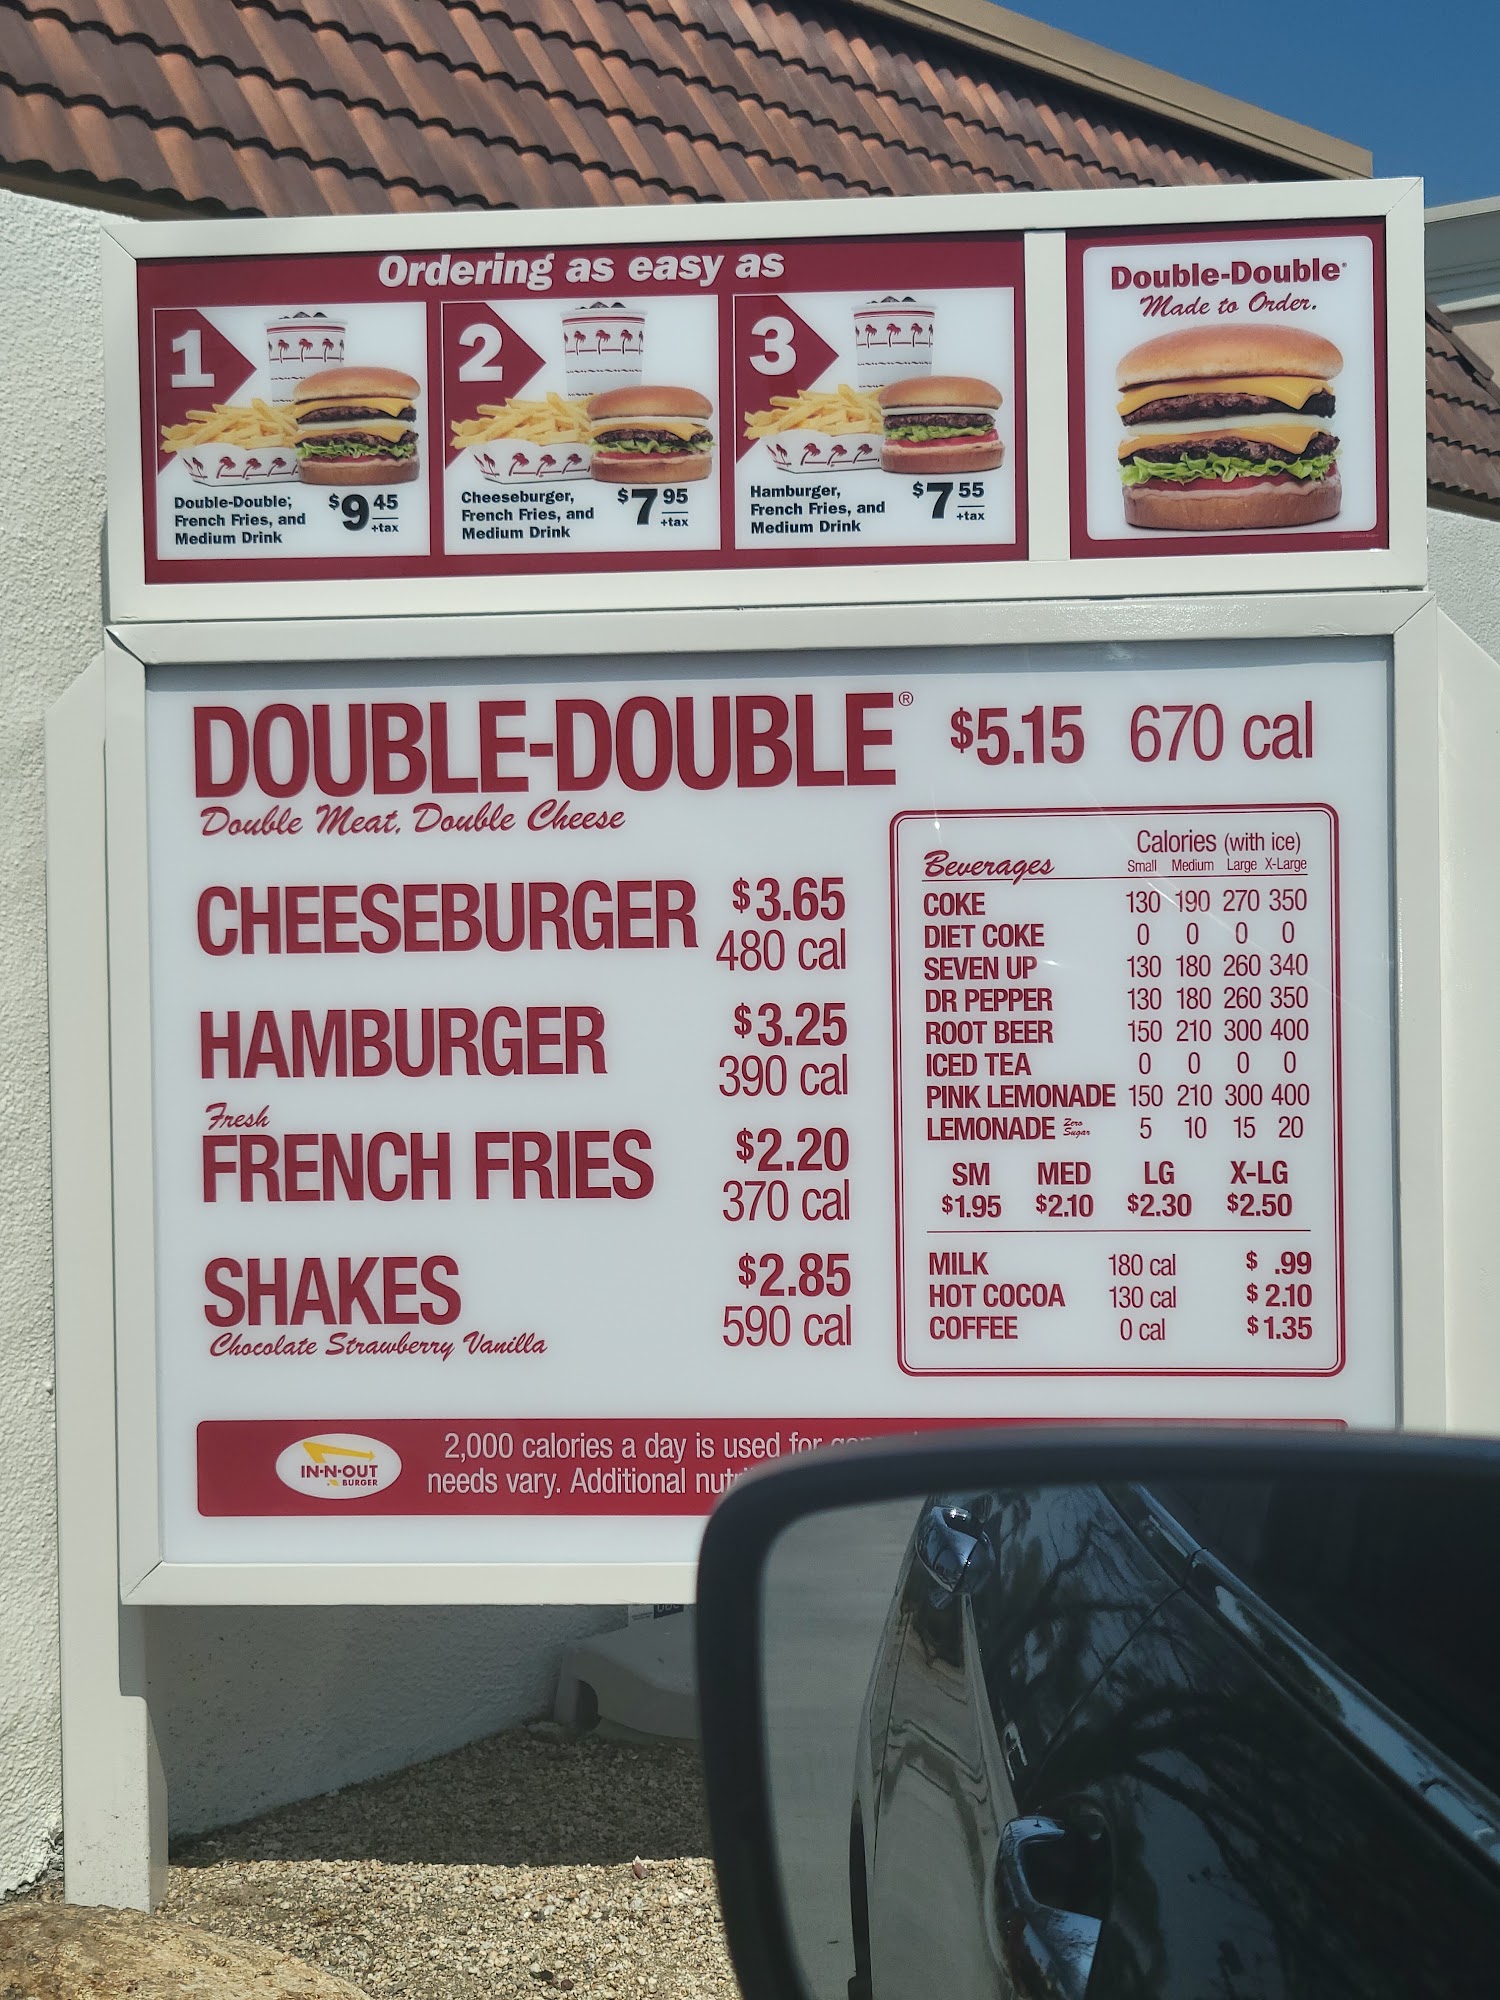 Ordering as easy as
1
Double-Double,
French Fries, and
Medium Drink
$9 45
+tax
2
Cheeseburger,
French Fries, and
Medium Drink
$7 95
+tax
3
Hamburger,
French Fries, and
Medium Drink
$7 55
+tax
Double-Double®
Made to Order.
DOUBLE-DOUBLE® $5.15 670 cal
Double Meat, Double Cheese
CHEESEBURGER $3.65
480 cal
HAMBURGER $3.25
390 cal
Fresh
FRENCH FRIES $2.20
370 cal
SHAKES $2.85
590 cal
Chocolate Strawberry Vanilla
Calories (with ice)
Beverages Small Medium Large X-Large
COKE 130 190 270 350
DIET COKE 0 0 0 0
SEVEN UP 130 180 260 340
DR PEPPER 130 180 260 350
ROOT BEER 150 210 300 400
ICED TEA 0 0 0 0
PINK LEMONADE 150 210 300 400
LEMONADE Zero Sugar 5 10 15 20
SM MED LG X-LG
$1.95 $2.10 $2.30 $2.50
MILK 180 cal $ .99
HOT COCOA 130 cal $ 2.10
COFFEE 0 cal $ 1.35
IN-N-OUT
BURGER
2,000 calories a day is used for
needs vary. Additional